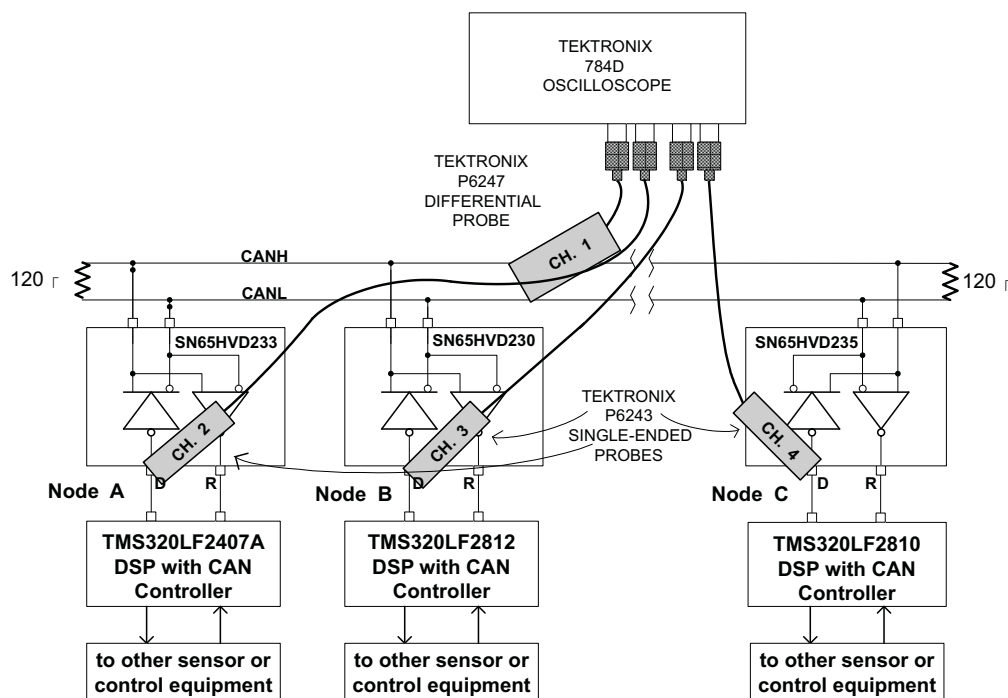 TEKTRONIX
784D
OSCILLOSCOPE
TEKTRONIX
P6247
DIFFERENTIAL
PROBE
CH. 1
CANH
120 ┌
120 ┌
CANL
SN65HVD233
SN65HVD230
SN65HVD235
TEKTRONIX
P6243
SINGLE-ENDED
PROBES
CH. 2
CH. 3
CH. 4
Node A
D
R
Node B
D
R
Node C
D
R
TMS320LF2407A
DSP with CAN
Controller
TMS320LF2812
DSP with CAN
Controller
TMS320LF2810
DSP with CAN
Controller
to other sensor or
control equipment
to other sensor or
control equipment
to other sensor or
control equipment